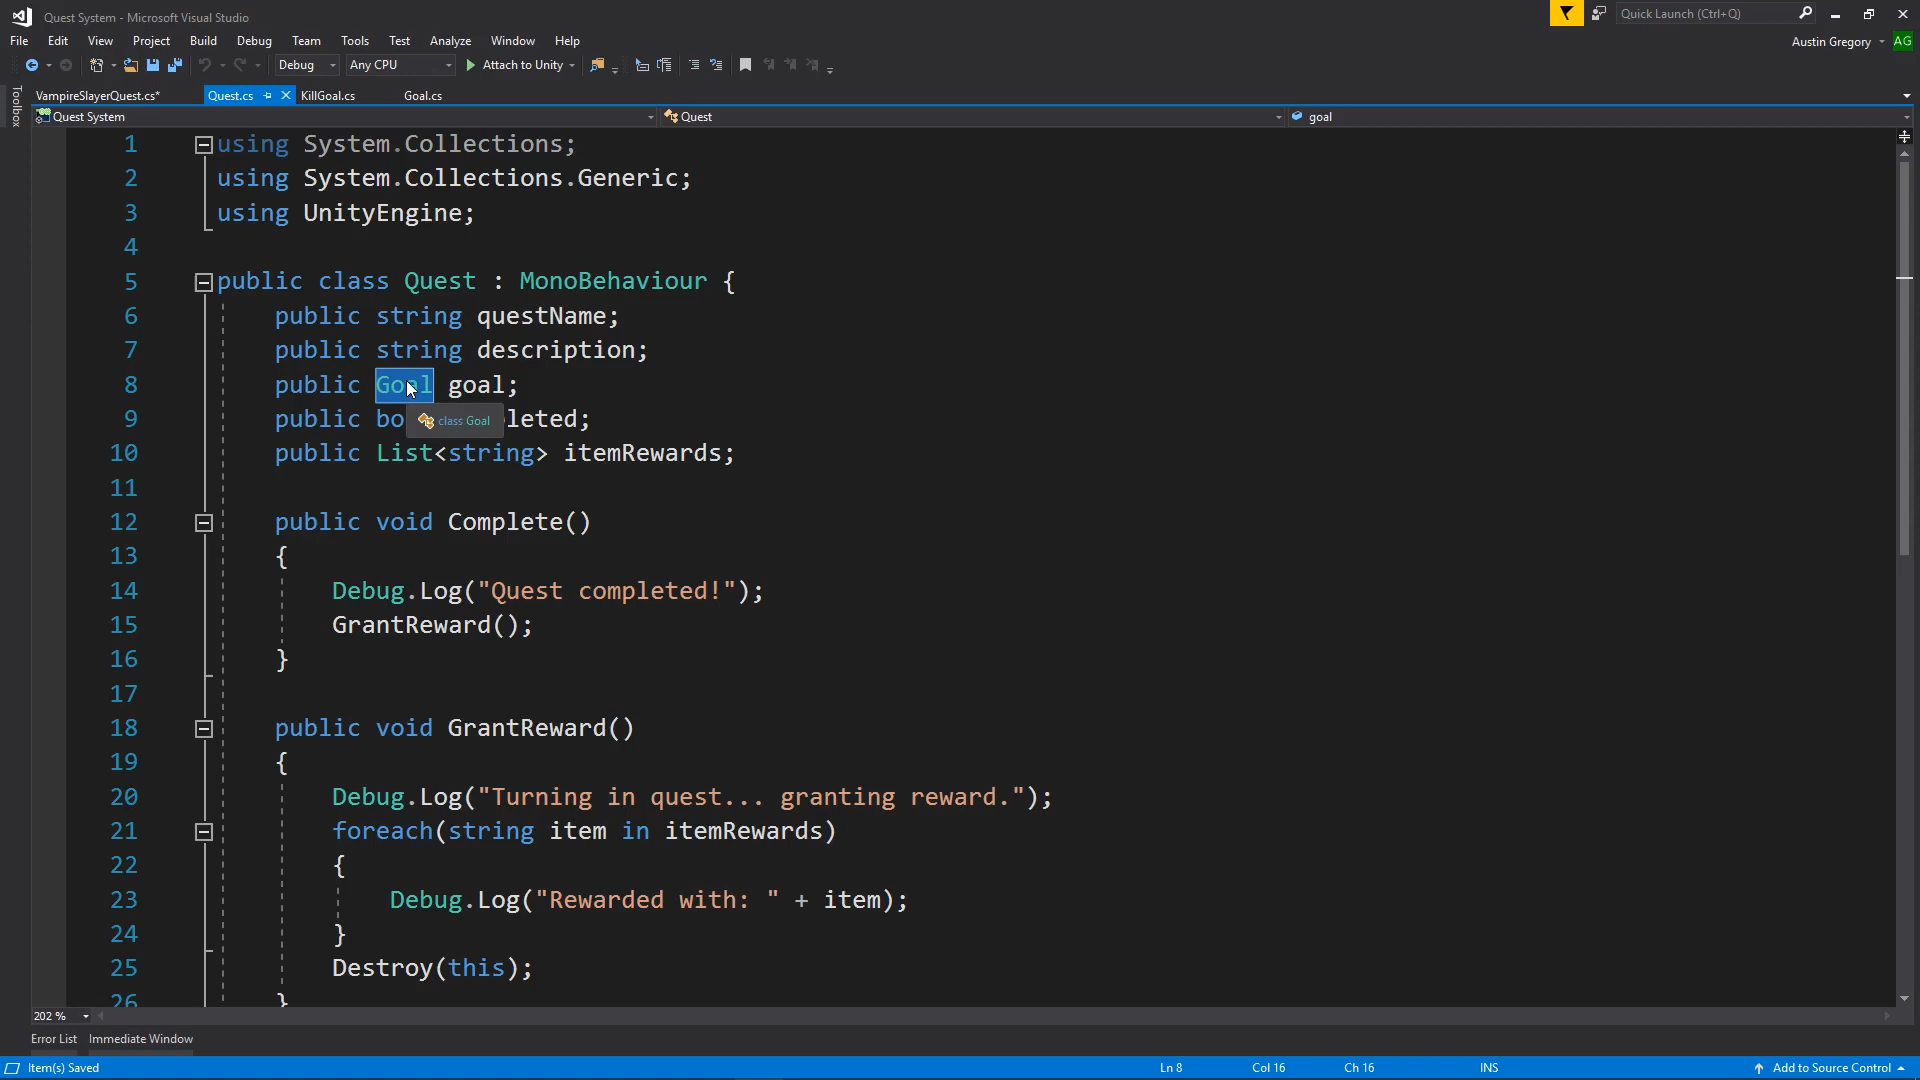 Quest System - Microsoft Visual Studio
Quick Launch (Ctrl+Q)
File Edit View Project Build Debug Team Tools Test Analyze Window Help
Austin Gregory AG
Debug Any CPU Attach to Unity
Toolbox
VampireSlayerQuest.cs* Quest.cs KillGoal.cs Goal.cs
Quest System Quest goal
1 using System.Collections;
2 using System.Collections.Generic;
3 using UnityEngine;
4
5 public class Quest : MonoBehaviour {
6 public string questName;
7 public string description;
8 public Goal goal;
9 public bo leted;
class Goal
10 public List<string> itemRewards;
11
12 public void Complete()
13 {
14 Debug.Log("Quest completed!");
15 GrantReward();
16 }
17
18 public void GrantReward()
19 {
20 Debug.Log("Turning in quest... granting reward.");
21 foreach(string item in itemRewards)
22 {
23 Debug.Log("Rewarded with: " + item);
24 }
25 Destroy(this);
26 }
202 %
Error List Immediate Window
Item(s) Saved Ln 8 Col 16 Ch 16 INS Add to Source Control